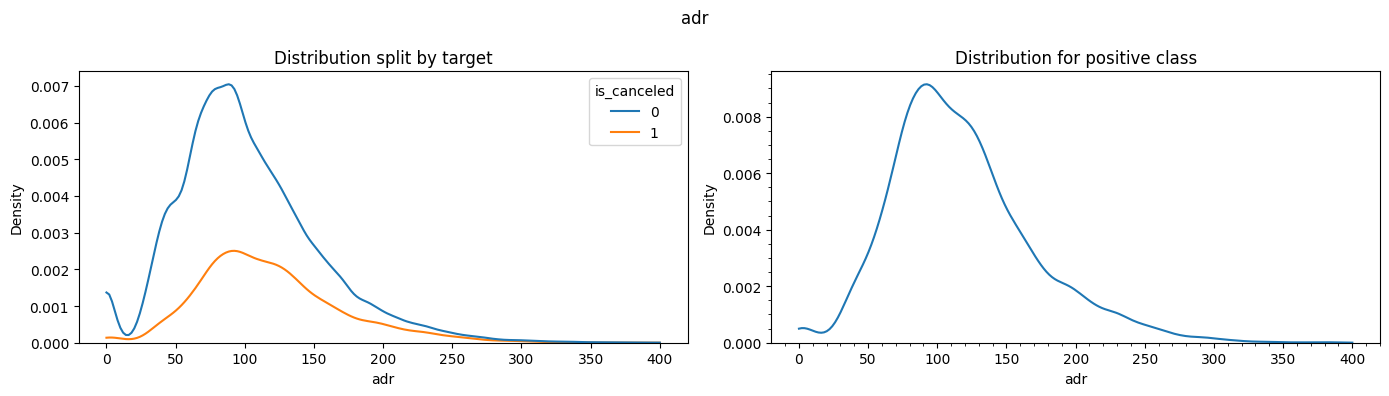 adr
Distribution split by target
Density
0.007
0.006
0.005
0.004
0.003
0.002
0.001
0.000
is_canceled
0
1
0 50 100 150 200 250 300 350 400
adr
Distribution for positive class
Density
0.008
0.006
0.004
0.002
0.000
0 50 100 150 200 250 300 350 400
adr